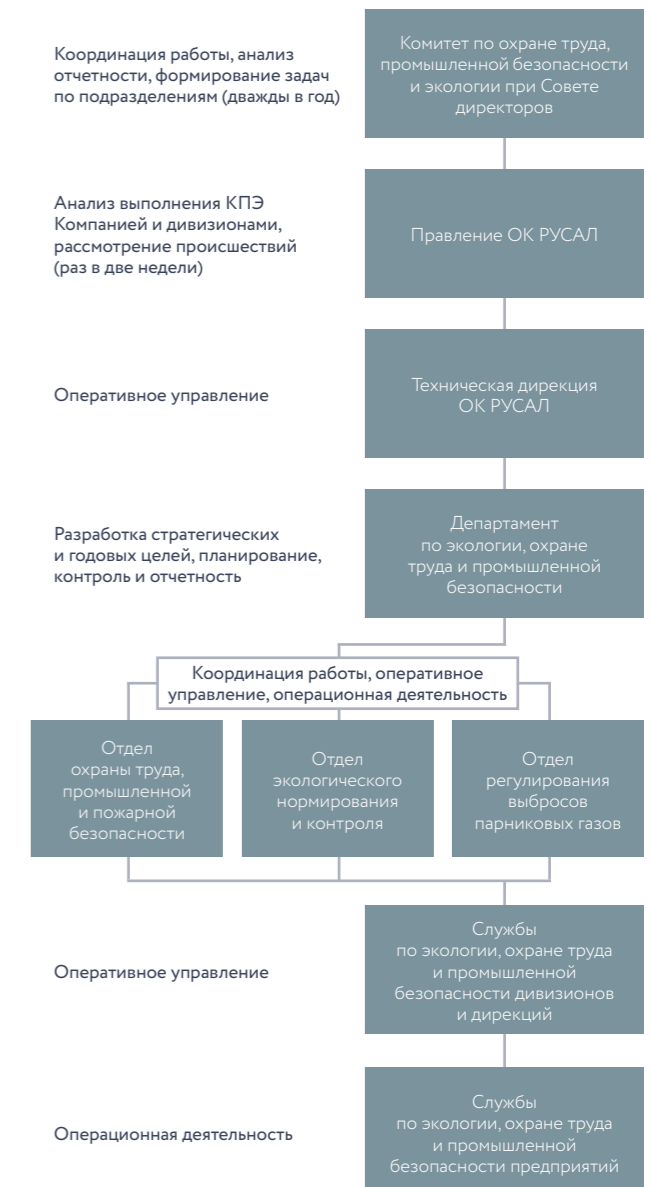 Координация работы, анализ
отчетности, формирование задач
по подразделениям (дважды в год)
Комитет по охране труда,
промышленной безопасности
и экологии при Совете
директоров
Анализ выполнения КПЭ
Компанией и дивизионами,
рассмотрение происшествий
(раз в две недели)
Правление ОК РУСАЛ
Оперативное управление
Техническая дирекция
ОК РУСАЛ
Разработка стратегических
и годовых целей, планирование,
контроль и отчетность
Департамент
по экологии, охране
труда и промышленной
безопасности
Координация работы, оперативное
управление, операционная деятельность
Отдел
охраны труда,
промышленной
и пожарной
безопасности
Отдел
экологического
нормирования
и контроля
Отдел
регулирования
выбросов
парниковых газов
Оперативное управление
Службы
по экологии, охране труда
и промышленной
безопасности дивизионов
и дирекций
Операционная деятельность
Службы
по экологии, охране труда
и промышленной
безопасности предприятий